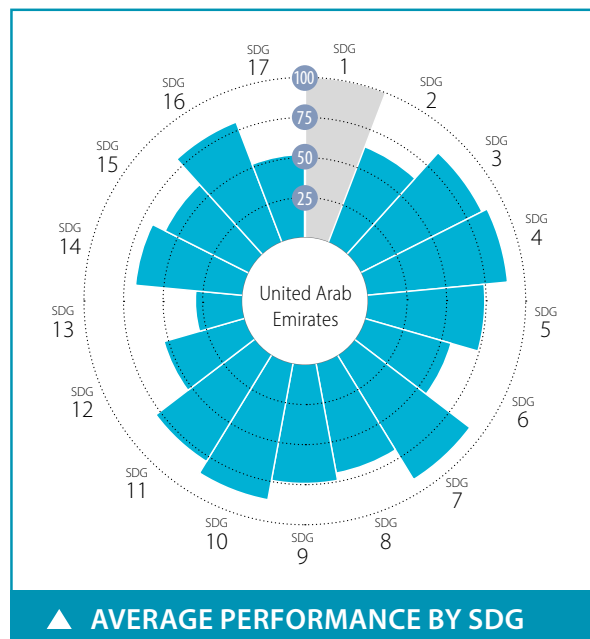 SDG
1
SDG
2
SDG
3
SDG
4
SDG
5
SDG
6
SDG
7
SDG
8
SDG
9
SDG
10
SDG
11
SDG
12
SDG
13
SDG
14
SDG
15
SDG
16
SDG
17
100
75
50
25
United Arab
Emirates
▲ AVERAGE PERFORMANCE BY SDG